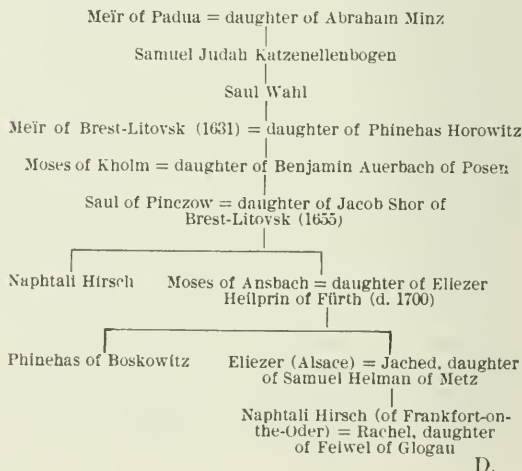 Meïr of Padua = daughter of Abraham Minz
Samuel Judah Katzenellenbogen
Saul Wahl
Meïr of Brest-Litovsk (1631) = daughter of Phinehas Horowitz
Moses of Kholm = daughter of Benjamin Auerbach of Posen
Saul of Pinczow = daughter of Jacob Shor of
Brest-Litovsk (1655)
Naphtali Hirsch
Moses of Ansbach = daughter of Eliezer
Heilprin of Fürth (d. 1700)
Phinehas of Boskowitz
Eliezer (Alsace) = Jached, daughter
of Samuel Helman of Metz
Naphtali Hirsch (of Frankfort-on-
the-Oder) = Rachel, daughter
of Feiwel of Glogau
D.